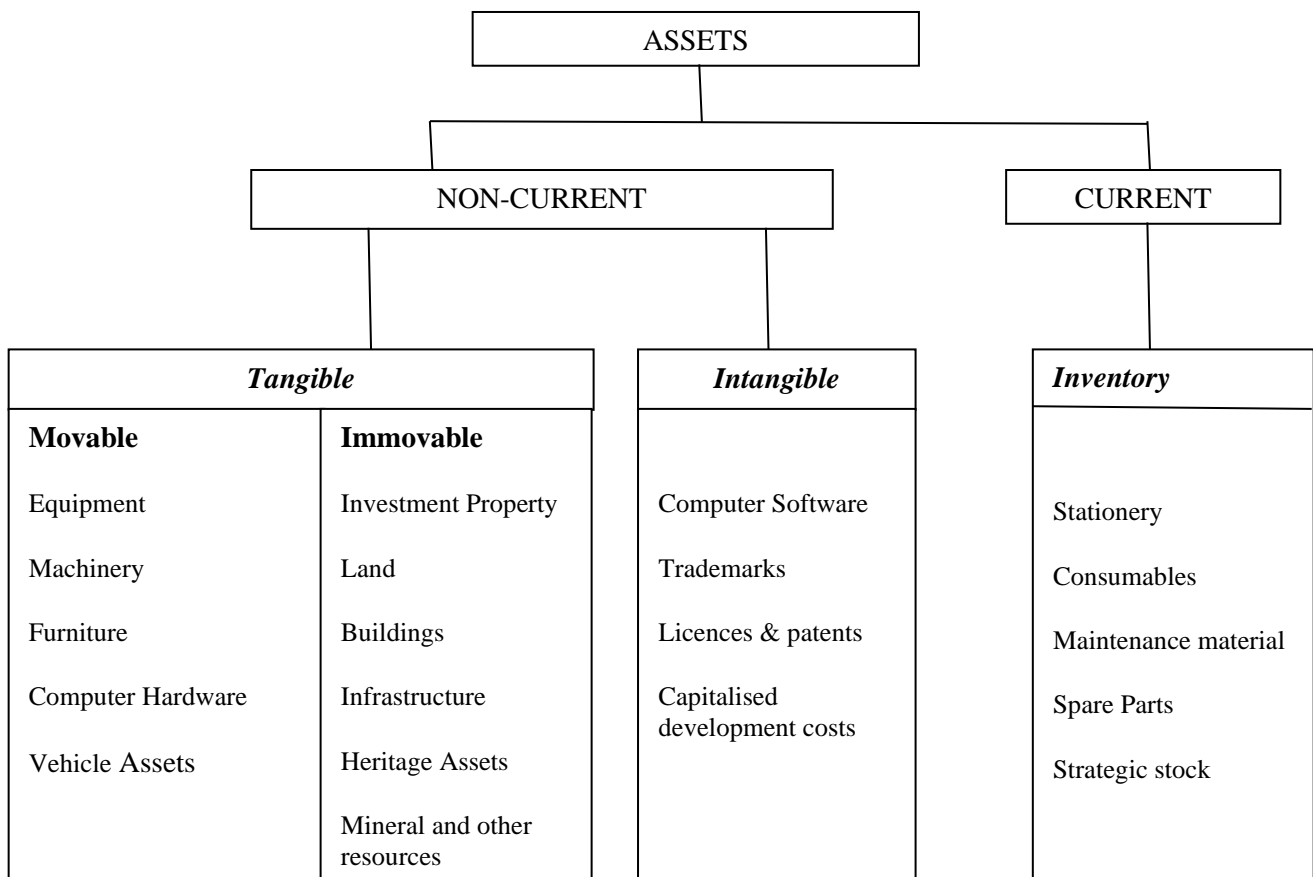 ASSETS
NON-CURRENT
CURRENT
Tangible
Movable
Equipment
Machinery
Furniture
Computer Hardware
Vehicle Assets
Immovable
Investment Property
Land
Buildings
Infrastructure
Heritage Assets
Mineral and other
resources
Intangible
Computer Software
Trademarks
Licences & patents
Capitalised
development costs
Inventory
Stationery
Consumables
Maintenance material
Spare Parts
Strategic stock